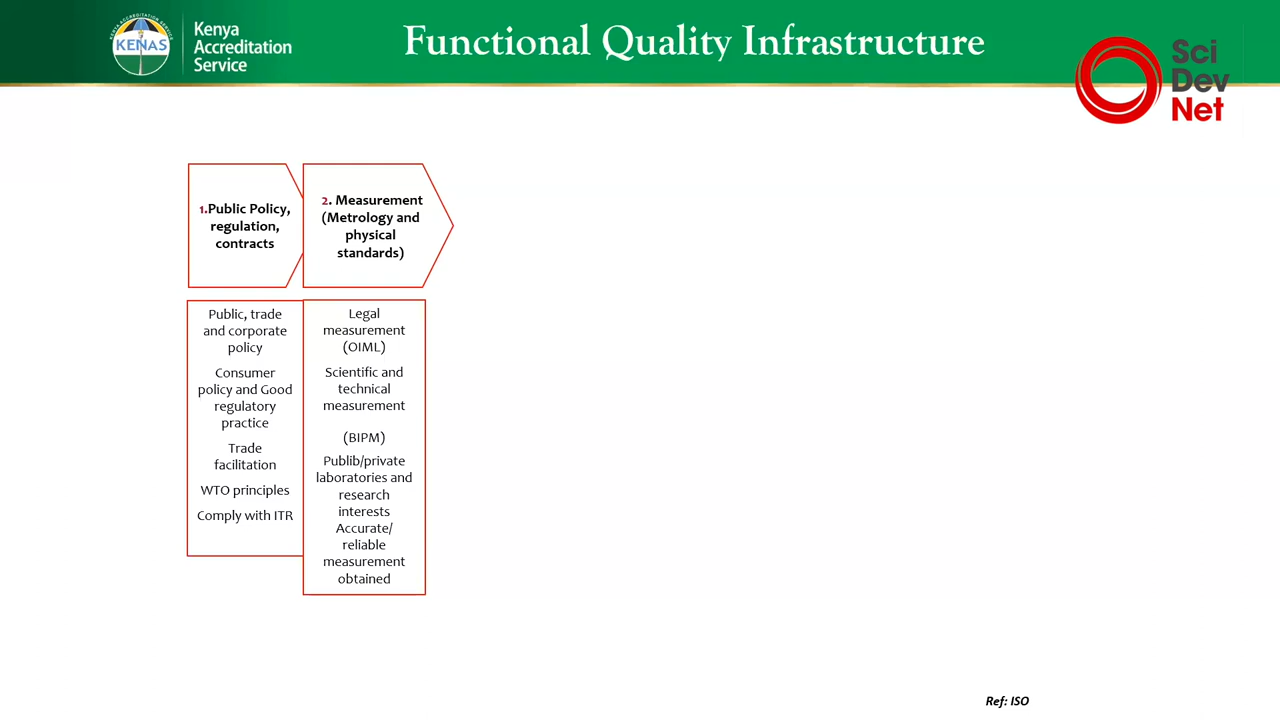 KENAS
Kenya
Accreditation
Service
Functional Quality Infrastructure
Sci
Dev
Net
1.Public Policy,
regulation,
contracts
2. Measurement
(Metrology and
physical
standards)
Public, trade
and corporate
policy
Consumer
policy and Good
regulatory
practice
Trade
facilitation
WTO principles
Comply with ITR
Legal
measurement
(OIML)
Scientific and
technical
measurement
(BIPM)
Publib/private
laboratories and
research
interests
Accurate/
reliable
measurement
obtained
Ref: ISO